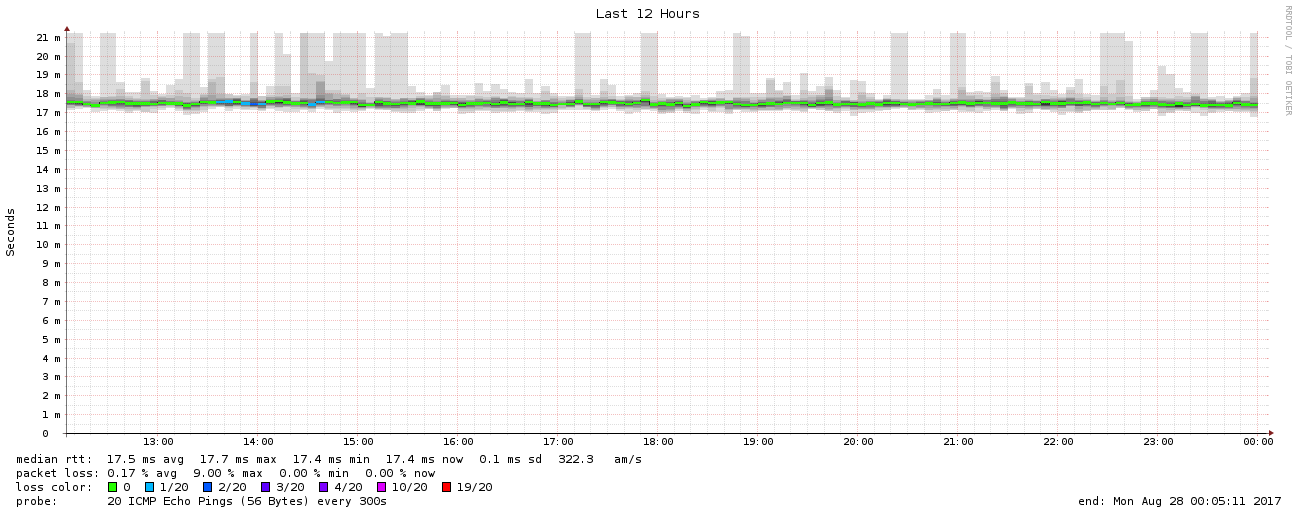 Last 12 Hours
RRDTOOL / TOBI OETIKER
Seconds
21 m
20 m
19 m
18 m
17 m
16 m
15 m
14 m
13 m
12 m
11 m
10 m
9 m
8 m
7 m
6 m
5 m
4 m
3 m
2 m
1 m
0
13:00 14:00 15:00 16:00 17:00 18:00 19:00 20:00 21:00 22:00 23:00 00:00
median rtt: 17.5 ms avg 17.7 ms max 17.4 ms min 17.4 ms now 0.1 ms sd 322.3 am/s
packet loss: 0.17 % avg 9.00 % max 0.00 % min 0.00 % now
loss color: 0 1/20 2/20 3/20 4/20 10/20 19/20
probe: 20 ICMP Echo Pings (56 Bytes) every 300s end: Mon Aug 28 00:05:11 2017